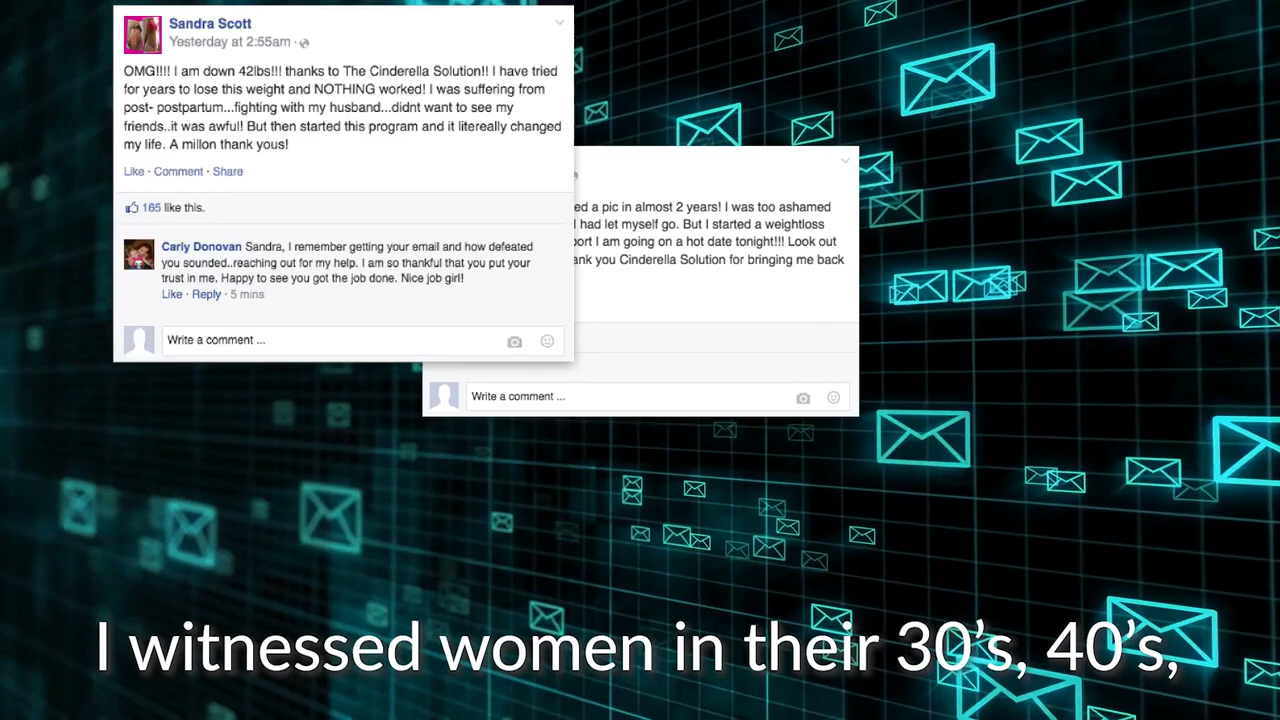 Sandra Scott
Yesterday at 2:55am ·
OMG!!!! I am down 42lbs!!! thanks to The Cinderella Solution!! I have tried
for years to lose this weight and NOTHING worked! I was suffering from
post- postpartum...fighting with my husband...didnt want to see my
friends..it was awful! But then started this program and it litereally changed
my life. A millon thank yous!
Like · Comment · Share
165 like this.
Carly Donovan Sandra, I remember getting your email and how defeated
you sounded..reaching out for my help. I am so thankful that you put your
trust in me. Happy to see you got the job done. Nice job girl!
Like · Reply · 5 mins
Write a comment ...
ed a pic in almost 2 years! I was too ashamed
I had let myself go. But I started a weightloss
ort I am going on a hot date tonight!!! Look out
ank you Cinderella Solution for bringing me back
Write a comment ...
I witnessed women in their 30's, 40's,